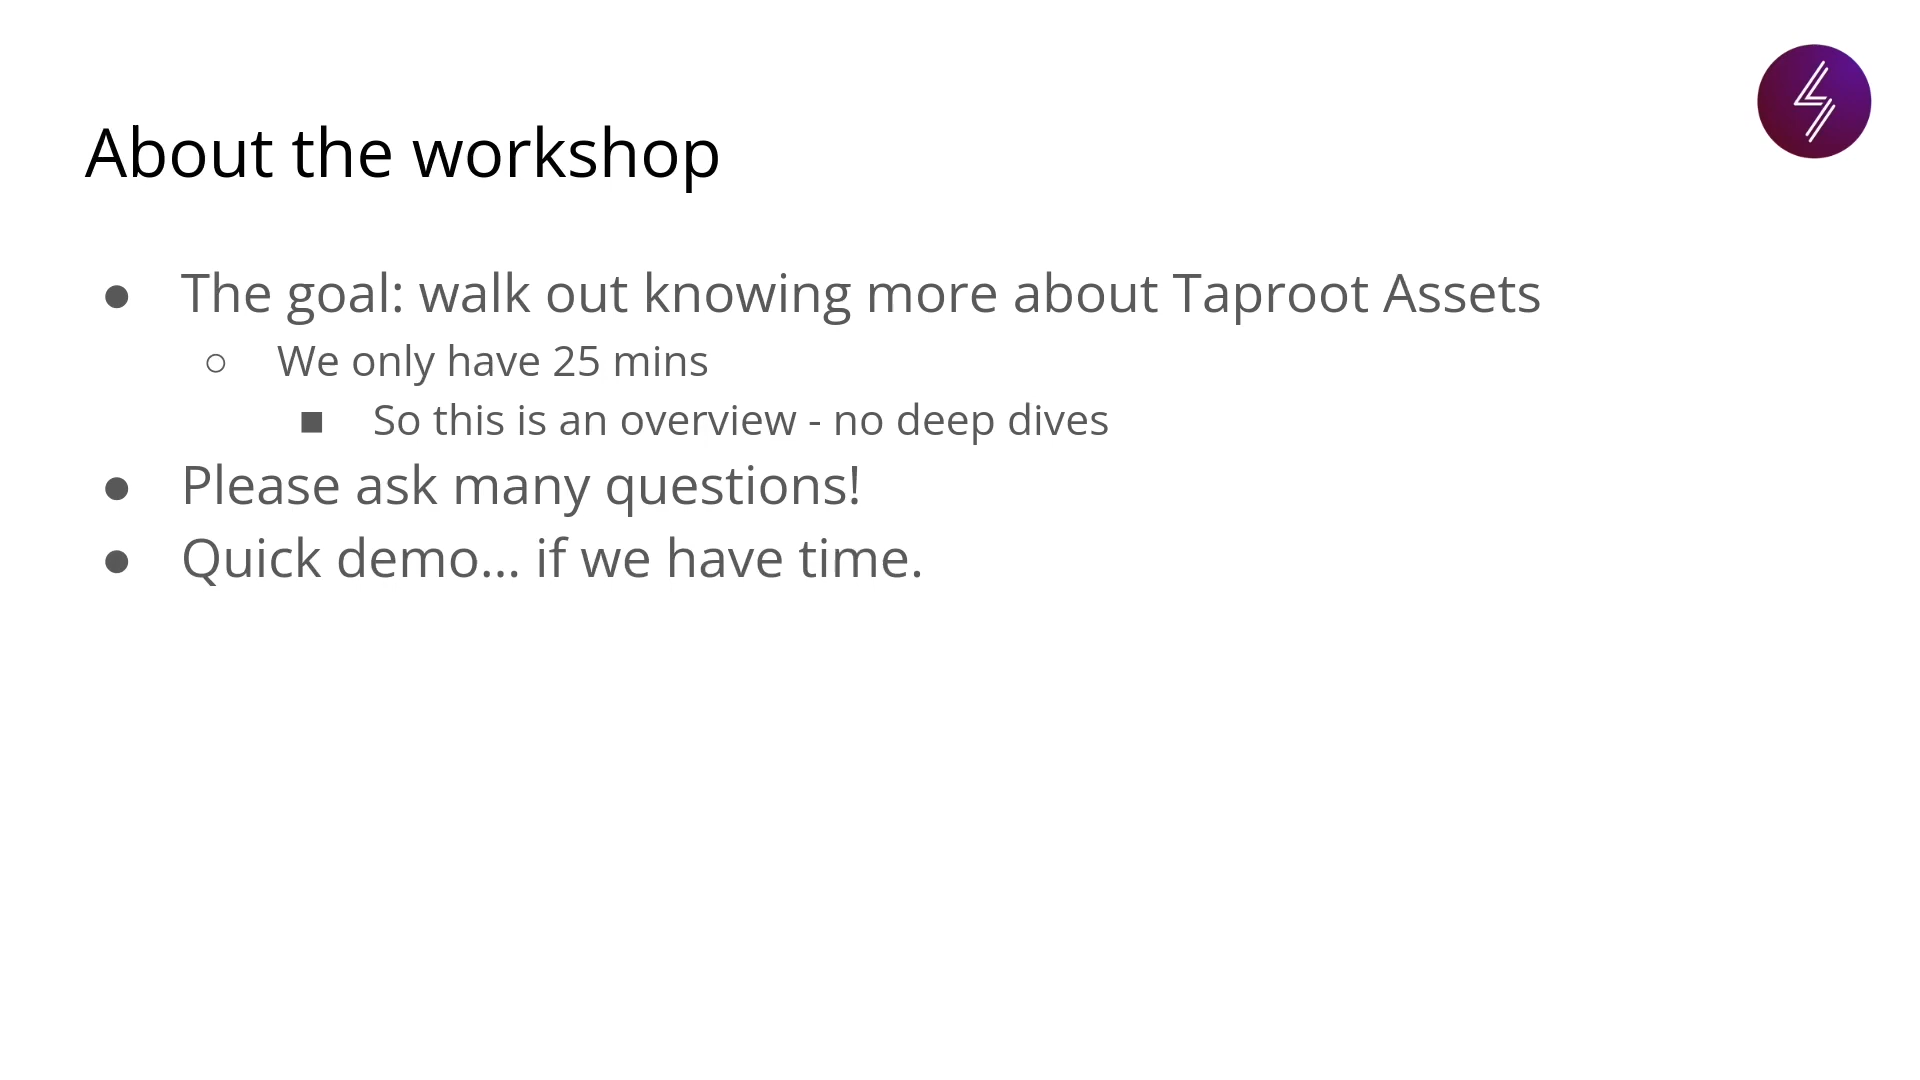 About the workshop
● The goal: walk out knowing more about Taproot Assets
○ We only have 25 mins
■ So this is an overview - no deep dives
● Please ask many questions!
● Quick demo... if we have time.